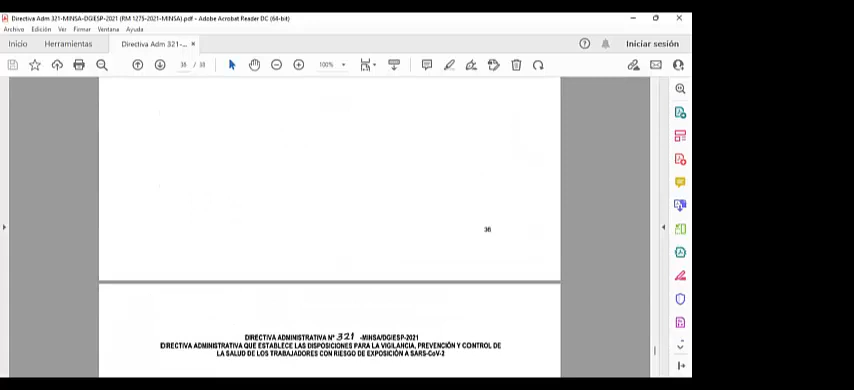 Directiva Adm 321-MINSA-DGIESP-2021 (RM 1275-2021-MINSA).pdf - Adobe Acrobat Reader DC (64-bit)
Archivo Edición Ver Firmar Ventana Ayuda
Inicio Herramientas Directiva Adm 321-... × Iniciar sesión
38 / 38 100%
38
DIRECTIVA ADMINISTRATIVA N° 321 -MINSA/DGIESP-2021
DIRECTIVA ADMINISTRATIVA QUE ESTABLECE LAS DISPOSICIONES PARA LA VIGILANCIA, PREVENCIÓN Y CONTROL DE
LA SALUD DE LOS TRABAJADORES CON RIESGO DE EXPOSICIÓN A SARS-CoV-2